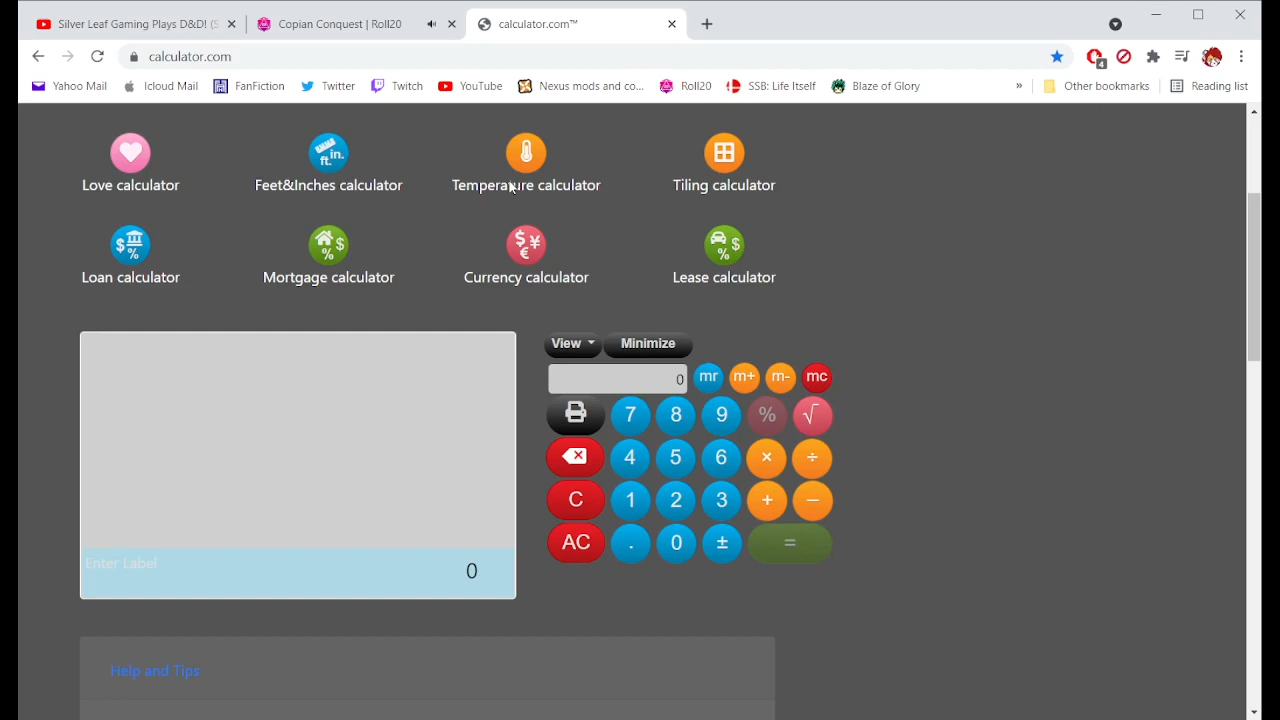 Silver Leaf Gaming Plays D&D! (S
Copian Conquest | Roll20
calculator.com™
calculator.com
4
Yahoo Mail
Icloud Mail
FanFiction
Twitter
Twitch
YouTube
Nexus mods and co...
Roll20
SSB: Life Itself
Blaze of Glory
»
Other bookmarks
Reading list
ft. in.
Love calculator
Feet&Inches calculator
Temperature calculator
Tiling calculator
$ %
% $
$ ¥ €
% $
Loan calculator
Mortgage calculator
Currency calculator
Lease calculator
View
Minimize
0
mr
m+
m-
mc
7
8
9
%
√
4
5
6
×
÷
C
1
2
3
+
−
AC
.
0
±
=
Enter Label
0
Help and Tips